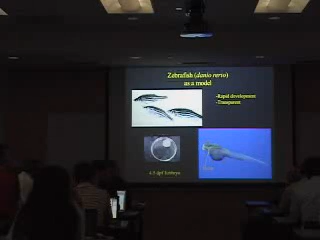 Zebrafish (danio rerio)
as a model
-Rapid development
-Transparent